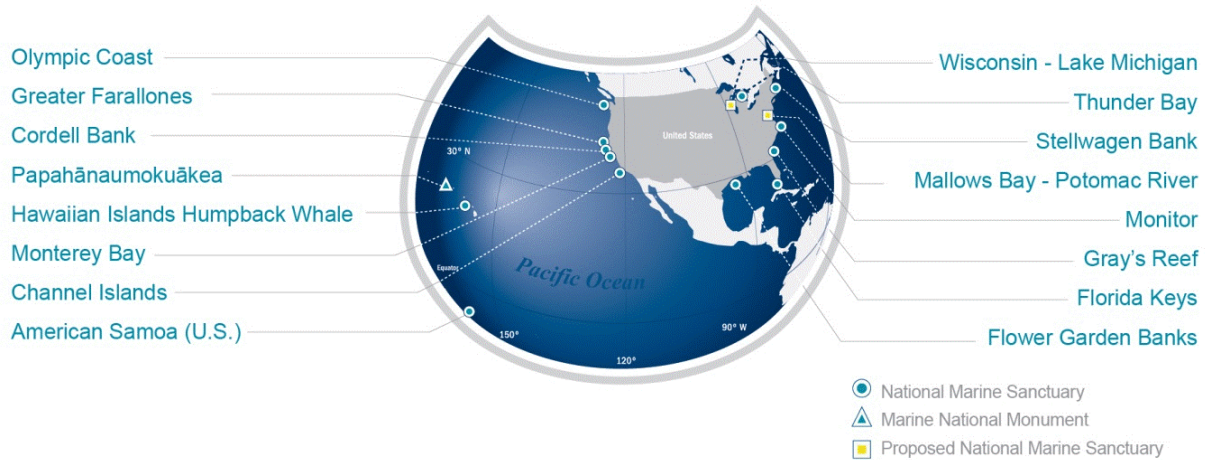 Olympic Coast
Greater Farallones
Cordell Bank
Papahānaumokuākea
Hawaiian Islands Humpback Whale
Monterey Bay
Channel Islands
American Samoa (U.S.)
United States
30° N
Equator
Pacific Ocean
150°
120°
90° W
Wisconsin - Lake Michigan
Thunder Bay
Stellwagen Bank
Mallows Bay - Potomac River
Monitor
Gray's Reef
Florida Keys
Flower Garden Banks
National Marine Sanctuary
Marine National Monument
Proposed National Marine Sanctuary